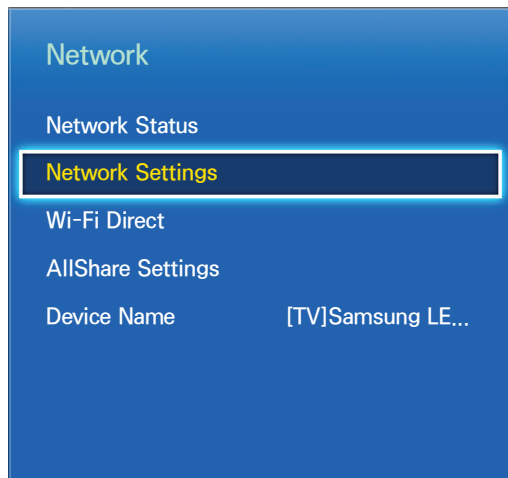 Network
Network Status
Network Settings
Wi-Fi Direct
AllShare Settings
Device Name [TV]Samsung LE...